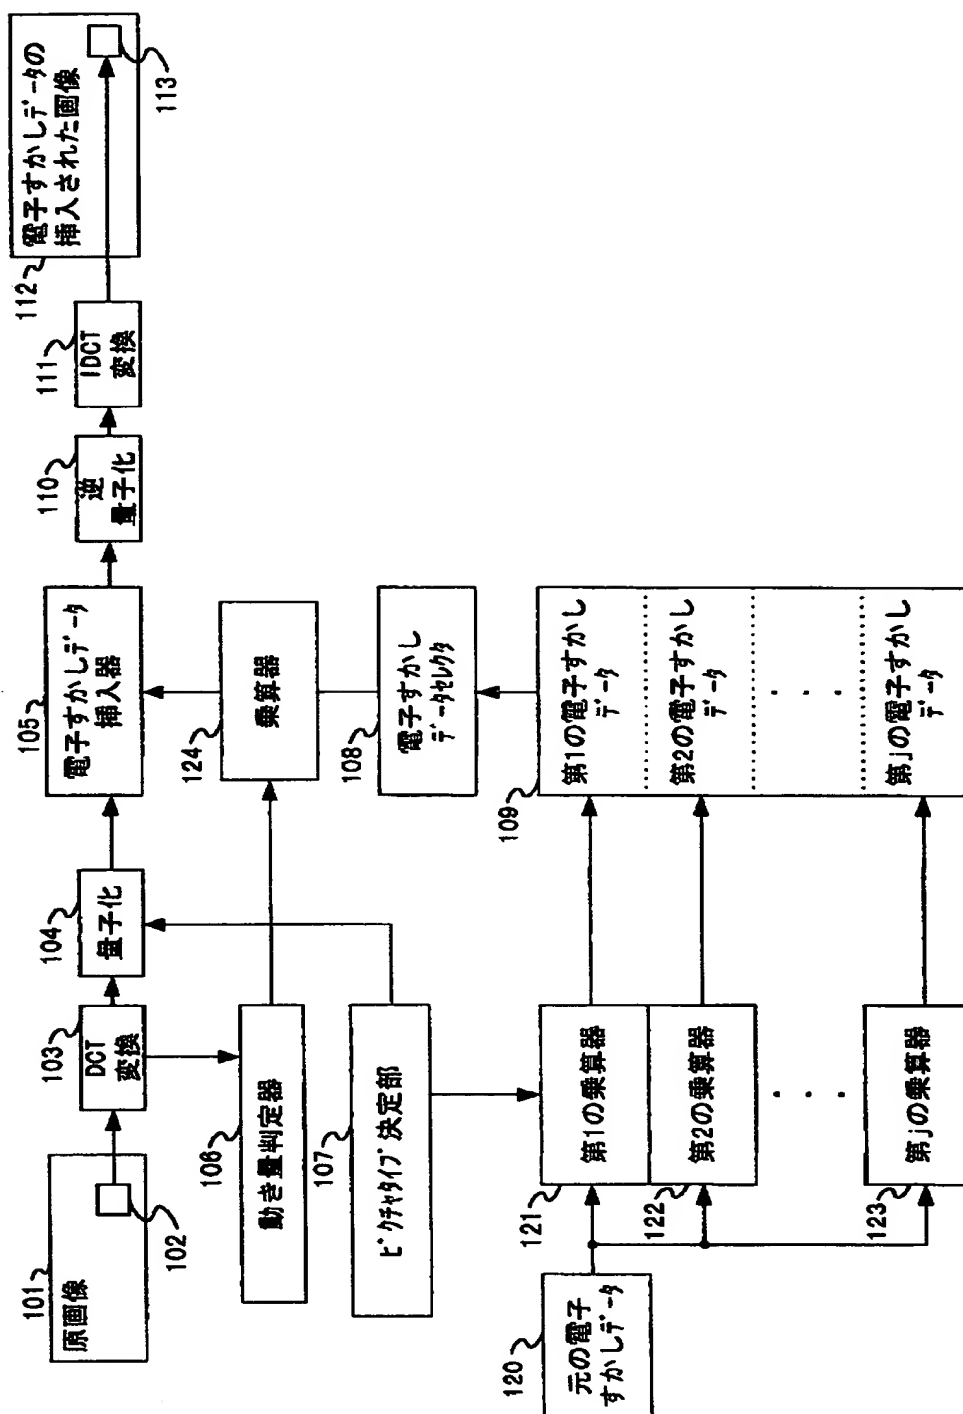 101
原画像
102
103
DCT
変換
104
量子化
105
電子すかしデータ
挿入器
110
逆
量子化
111
IDCT
変換
112
電子すかしデータの
挿入された画像
113
106
動き量判定器
124
乗算器
107
ピクチャタイプ決定部
108
電子すかし
データセレクタ
120
元の電子
すかしデータ
121
第1の乗算器
122
第2の乗算器
123
第jの乗算器
109
第1の電子すかし
データ
第2の電子すかし
データ
第jの電子すかし
データ